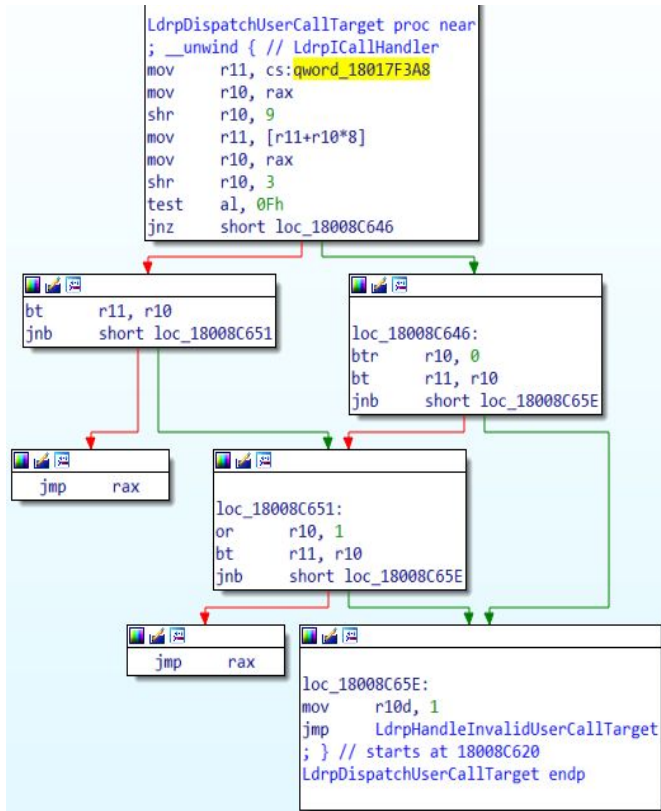 LdrpDispatchUserCallTarget proc near
; __unwind { // LdrpICallHandler
mov r11, cs:qword_18017F3A8
mov r10, rax
shr r10, 9
mov r11, [r11+r10*8]
mov r10, rax
shr r10, 3
test al, 0Fh
jnz short loc_18008C646
bt r11, r10
jnb short loc_18008C651
loc_18008C646:
btr r10, 0
bt r11, r10
jnb short loc_18008C65E
jmp rax
loc_18008C651:
or r10, 1
bt r11, r10
jnb short loc_18008C65E
jmp rax
loc_18008C65E:
mov r10d, 1
jmp LdrpHandleInvalidUserCallTarget
; } // starts at 18008C620
LdrpDispatchUserCallTarget endp